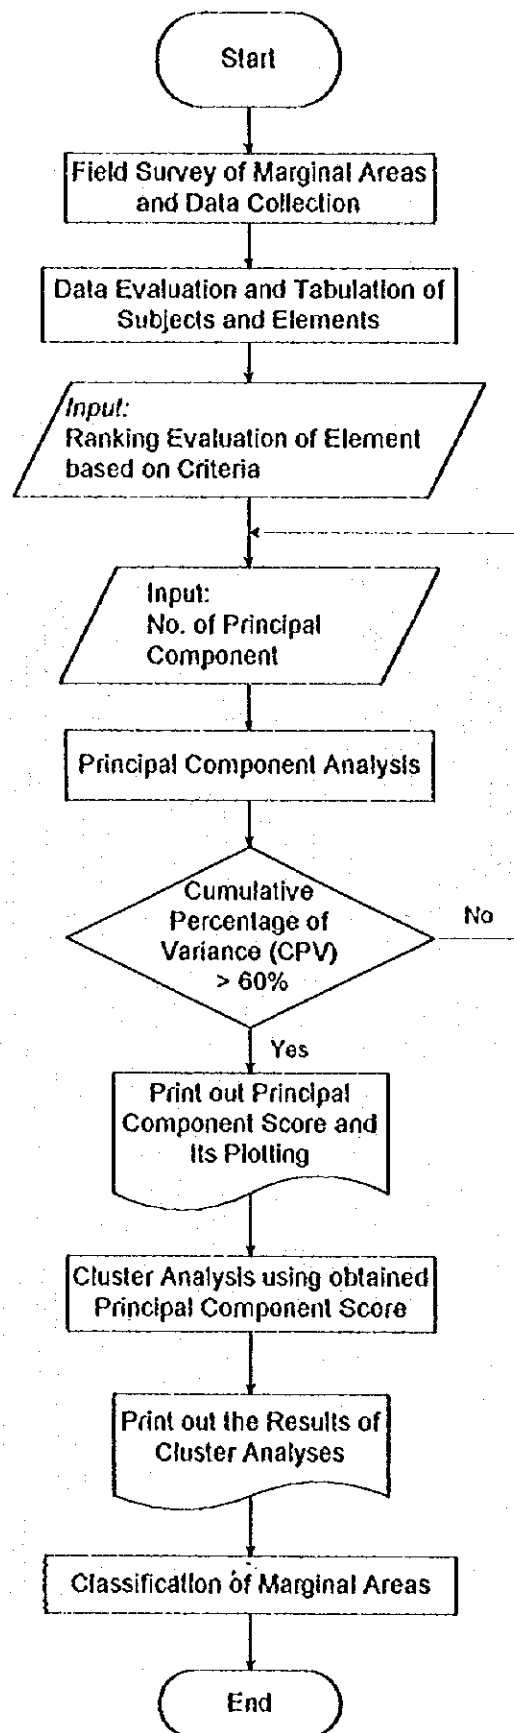 Start
Field Survey of Marginal Areas
and Data Collection
Data Evaluation and Tabulation of
Subjects and Elements
Input:
Ranking Evaluation of Element
based on Criteria
Input:
No. of Principal
Component
Principal Component Analysis
Cumulative
Percentage of
Variance (CPV)
> 60%
No
Yes
Print out Principal
Component Score and
Its Plotting
Cluster Analysis using obtained
Principal Component Score
Print out the Results of
Cluster Analyses
Classification of Marginal Areas
End